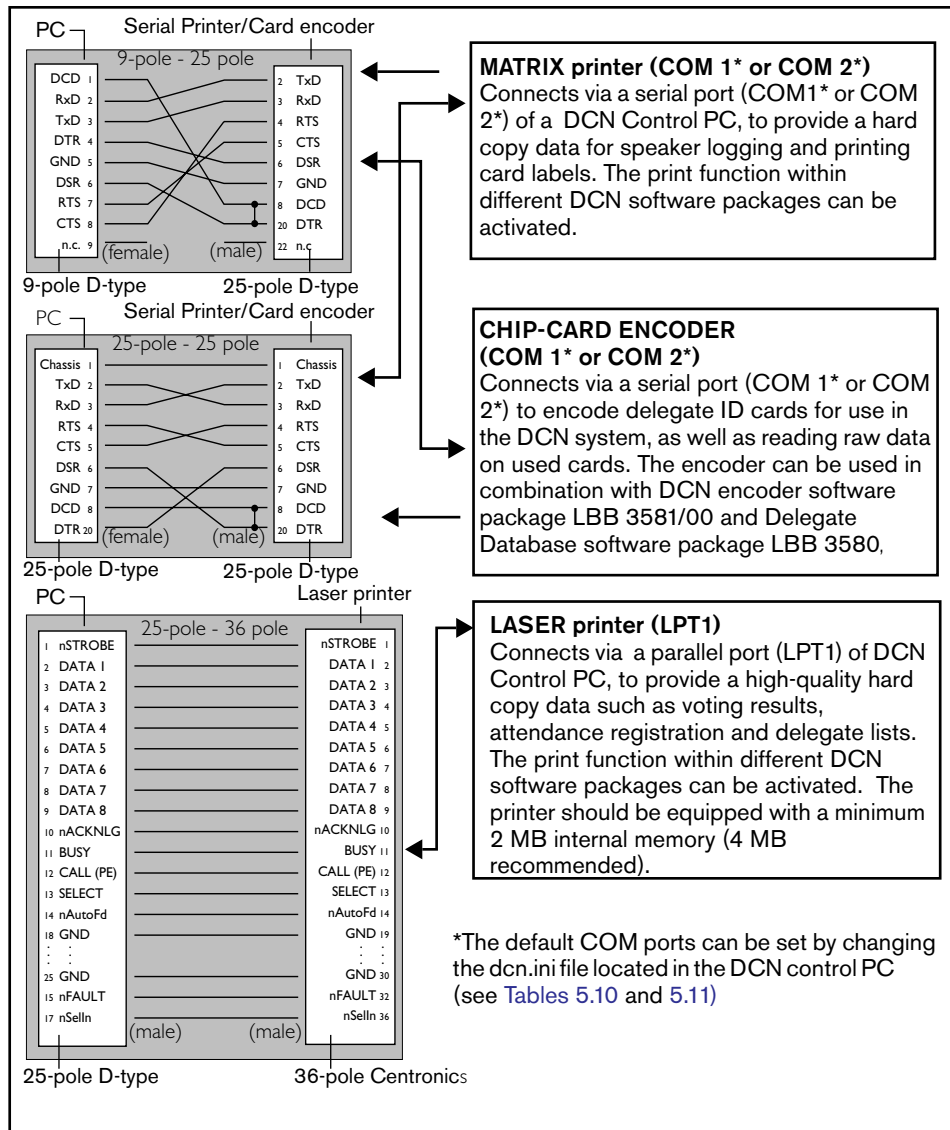 PC
Serial Printer/Card encoder
9-pole - 25 pole
DCD 1
RxD 2
TxD 3
DTR 4
GND 5
DSR 6
RTS 7
CTS 8
n.c. 9
2 TxD
3 RxD
4 RTS
5 CTS
6 DSR
7 GND
8 DCD
20 DTR
22 n.c
(female)
(male)
9-pole D-type
25-pole D-type
MATRIX printer (COM 1* or COM 2*)
Connects via a serial port (COM1* or COM
2*) of a DCN Control PC, to provide a hard
copy data for speaker logging and printing
card labels. The print function within
different DCN software packages can be
activated.
PC
Serial Printer/Card encoder
25-pole - 25 pole
Chassis 1
TxD 2
RxD 3
RTS 4
CTS 5
DSR 6
GND 7
DCD 8
DTR 20
1 Chassis
2 TxD
3 RxD
4 RTS
5 CTS
6 DSR
7 GND
8 DCD
20 DTR
(female)
(male)
25-pole D-type
25-pole D-type
CHIP-CARD ENCODER
(COM 1* or COM 2*)
Connects via a serial port (COM 1* or COM
2*) to encode delegate ID cards for use in
the DCN system, as well as reading raw data
on used cards. The encoder can be used in
combination with DCN encoder software
package LBB 3581/00 and Delegate
Database software package LBB 3580,
PC
Laser printer
25-pole - 36 pole
1 nSTROBE
2 DATA 1
3 DATA 2
4 DATA 3
5 DATA 4
6 DATA 5
7 DATA 6
8 DATA 7
9 DATA 8
10 nACKNLG
11 BUSY
12 CALL (PE)
13 SELECT
14 nAutoFd
18 GND
: :
25 GND
15 nFAULT
17 nSelIn
nSTROBE 1
DATA 1 2
DATA 2 3
DATA 3 4
DATA 4 5
DATA 5 6
DATA 6 7
DATA 7 8
DATA 8 9
nACKNLG 10
BUSY 11
CALL (PE) 12
SELECT 13
nAutoFd 14
GND 19
: :
GND 30
nFAULT 32
nSelIn 36
(male)
(male)
25-pole D-type
36-pole Centronics
LASER printer (LPT1)
Connects via a parallel port (LPT1) of DCN
Control PC, to provide a high-quality hard
copy data such as voting results,
attendance registration and delegate lists.
The print function within different DCN
software packages can be activated. The
printer should be equipped with a minimum
2 MB internal memory (4 MB
recommended).
*The default COM ports can be set by changing
the dcn.ini file located in the DCN control PC
(see Tables 5.10 and 5.11)